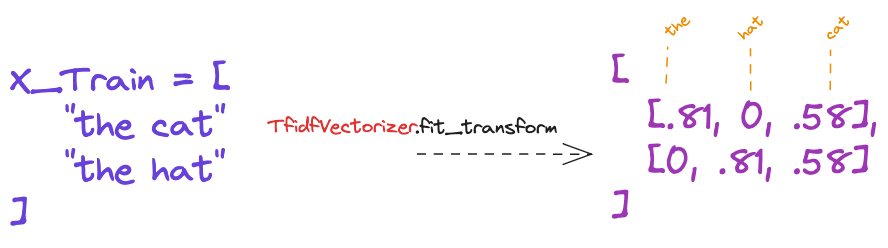 x_Train = [
"the cat"
"the hat"
]
TfidfVectorizer.fit_transform
the hat cat
[
[.81, 0, .58],
[0, .81, .58]
]